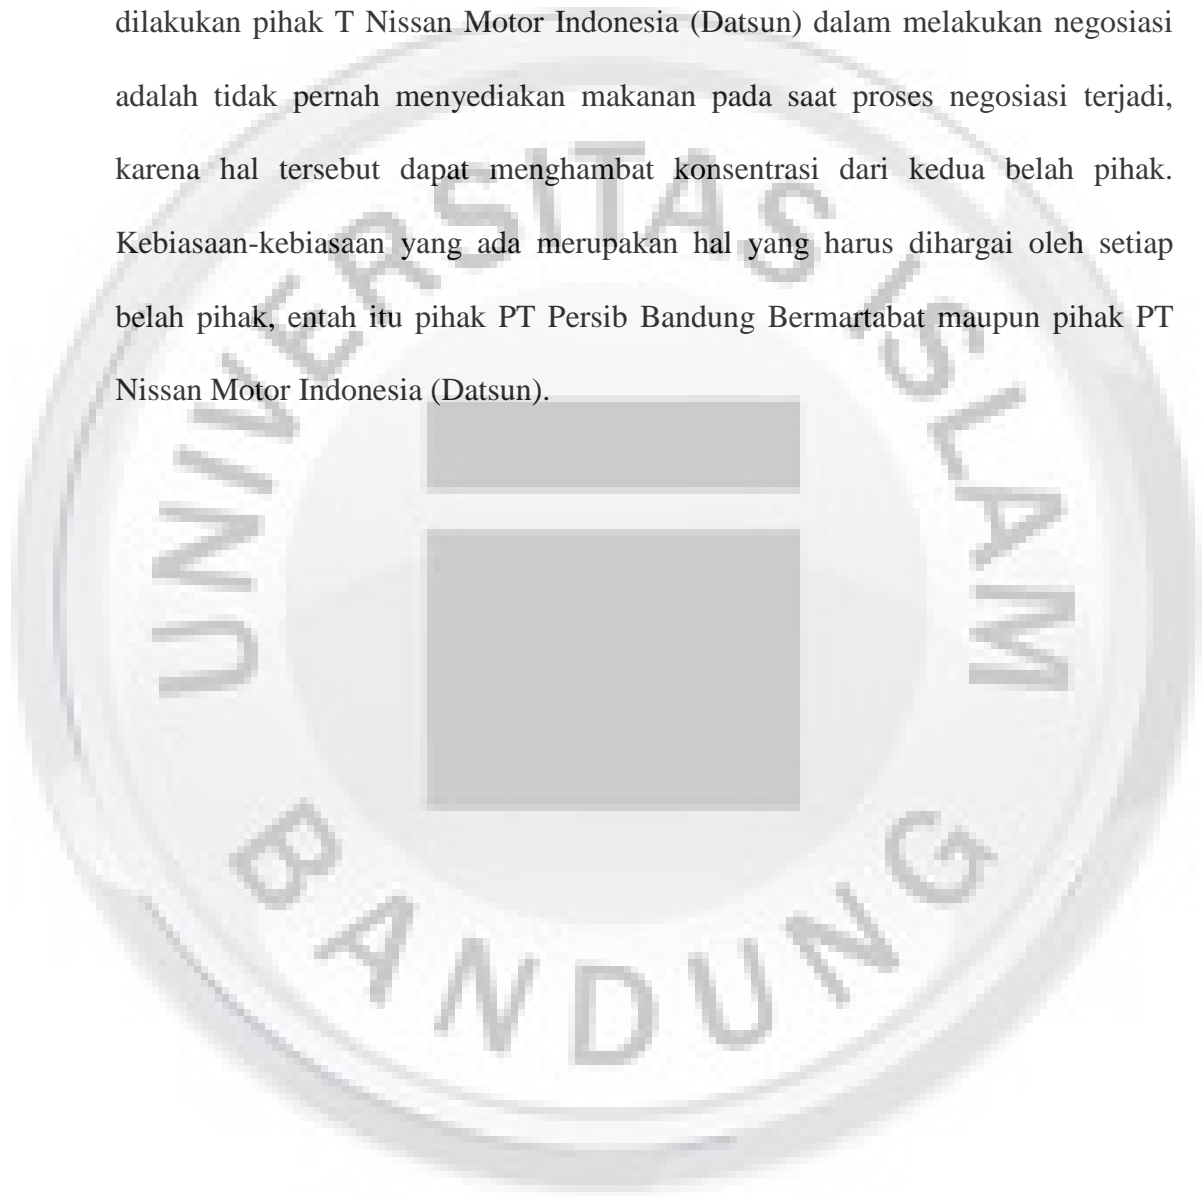 dilakukan pihak T Nissan Motor Indonesia (Datsun) dalam melakukan negosiasi
adalah tidak pernah menyediakan makanan pada saat proses negosiasi terjadi,
karena hal tersebut dapat menghambat konsentrasi dari kedua belah pihak.
Kebiasaan-kebiasaan yang ada merupakan hal yang harus dihargai oleh setiap
belah pihak, entah itu pihak PT Persib Bandung Bermartabat maupun pihak PT
Nissan Motor Indonesia (Datsun).
UNIVERSITAS ISLAM
BANDUNG